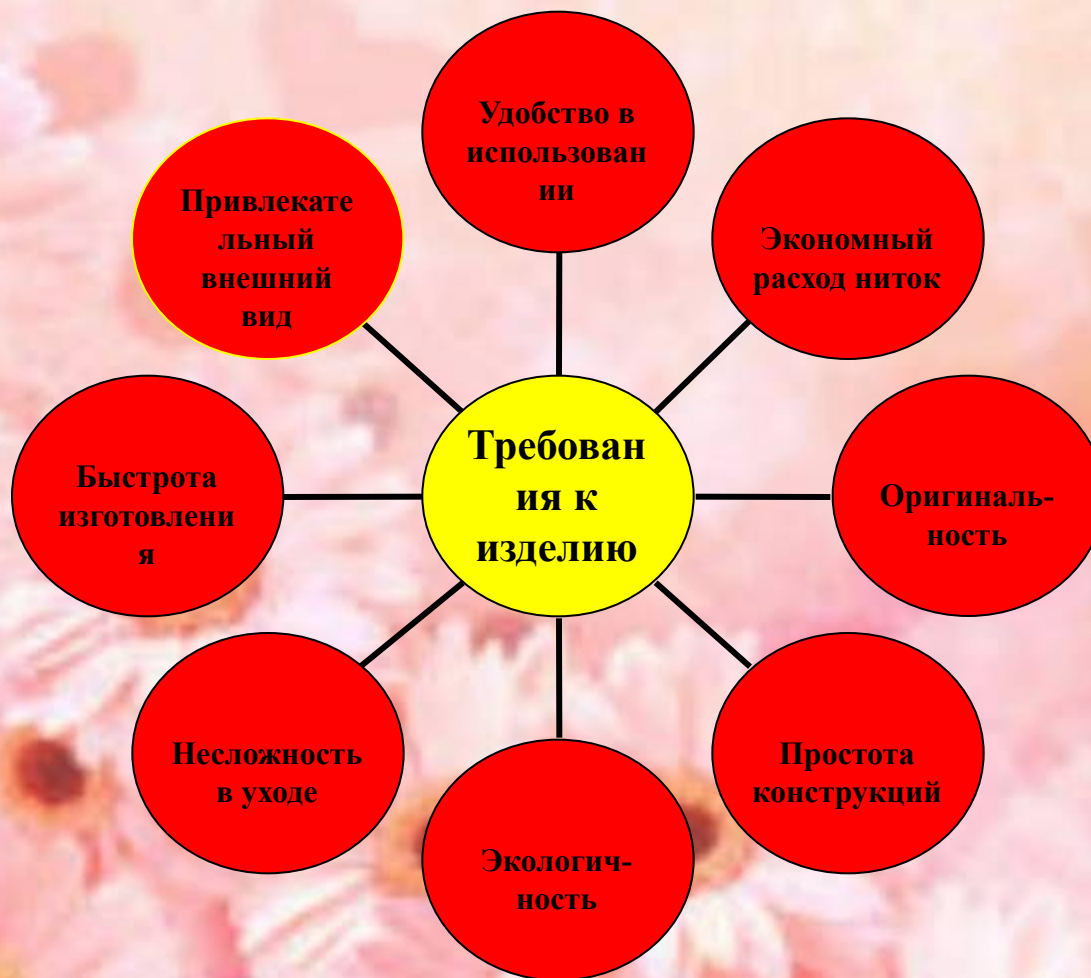 Удобство в
использован
ии
Привлекате
льный
внешний
вид
Экономный
расход ниток
Требован
ия к
изделию
Быстрота
изготовлени
я
Оригиналь-
ность
Несложность
в уходе
Простота
конструкций
Экологич-
ность